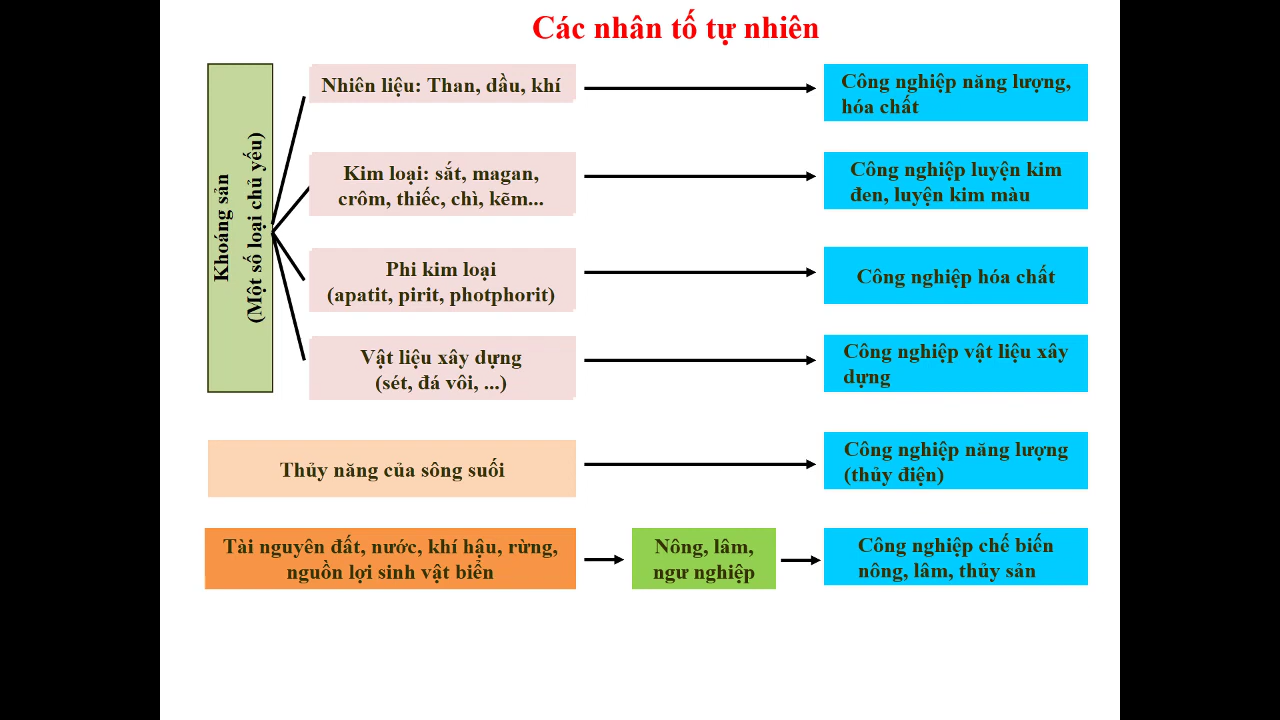 Các nhân tố tự nhiên
Khoáng sản
(Một số loại chủ yếu)
Nhiên liệu: Than, dầu, khí
Công nghiệp năng lượng,
hóa chất
Kim loại: sắt, magan,
crôm, thiếc, chì, kẽm...
Công nghiệp luyện kim
đen, luyện kim màu
Phi kim loại
(apatit, pirit, photphorit)
Công nghiệp hóa chất
Vật liệu xây dựng
(sét, đá vôi, ...)
Công nghiệp vật liệu xây
dựng
Thủy năng của sông suối
Công nghiệp năng lượng
(thủy điện)
Tài nguyên đất, nước, khí hậu, rừng,
nguồn lợi sinh vật biển
Nông, lâm,
ngư nghiệp
Công nghiệp chế biến
nông, lâm, thủy sản